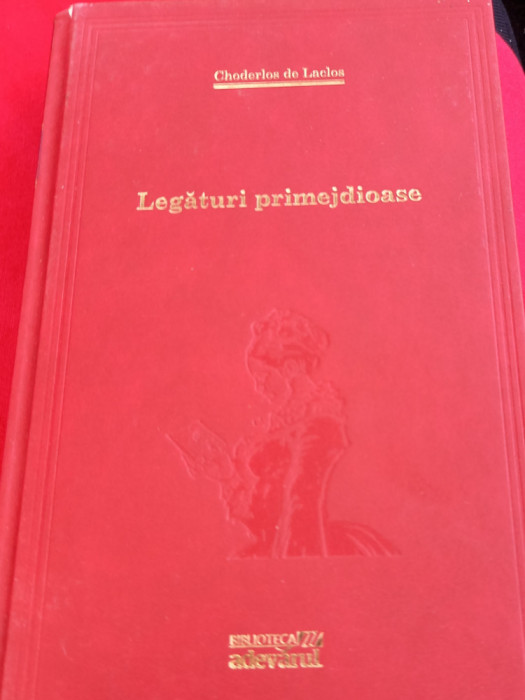 Choderlos de Laclos
Legături primejdioase
BIBLIOTECA
adevărul